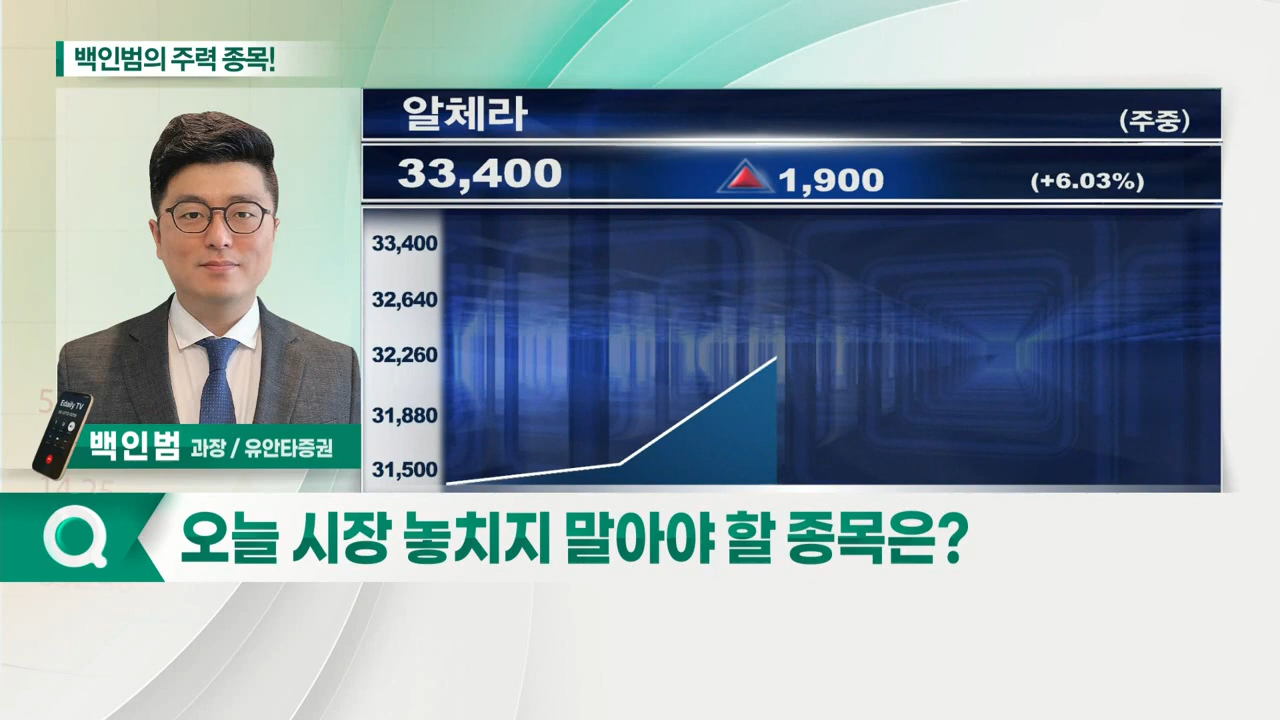 백인범의 주력 종목!
알체라
(주중)
33,400
▲ 1,900
(+6.03%)
33,400
32,640
32,260
31,880
31,500
Edaily TV
백인범 과장 / 유안타증권
오늘 시장 놓치지 말아야 할 종목은?